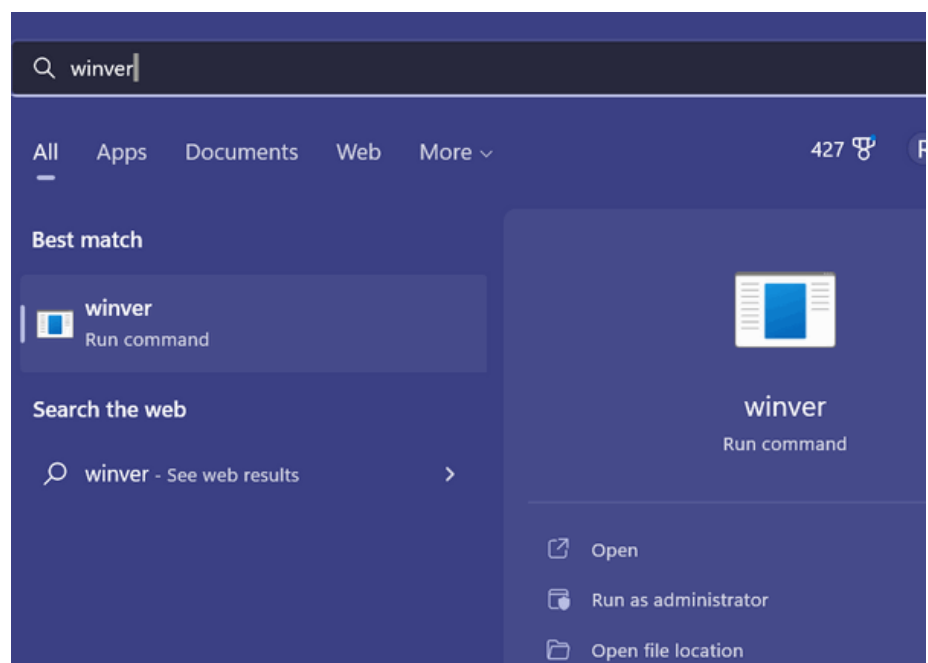 winver
All Apps Documents Web More 427 R
Best match
winver
Run command
Search the web
winver - See web results
winver
Run command
Open
Run as administrator
Open file location